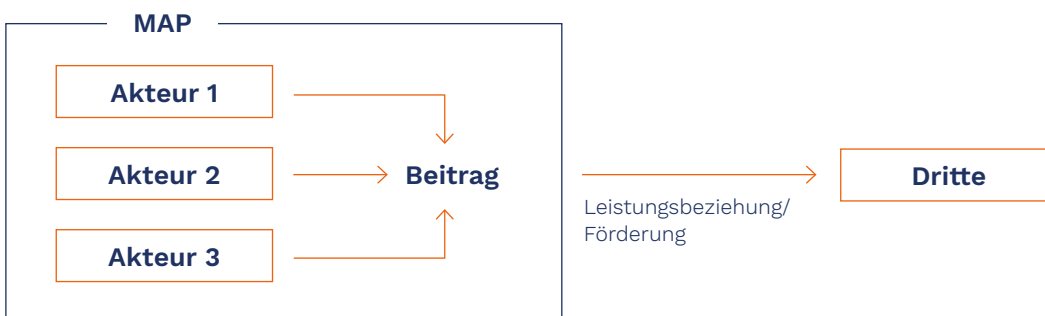 MAP
Akteur 1
Akteur 2
Akteur 3
Beitrag
Leistungsbeziehung/
Förderung
Dritte